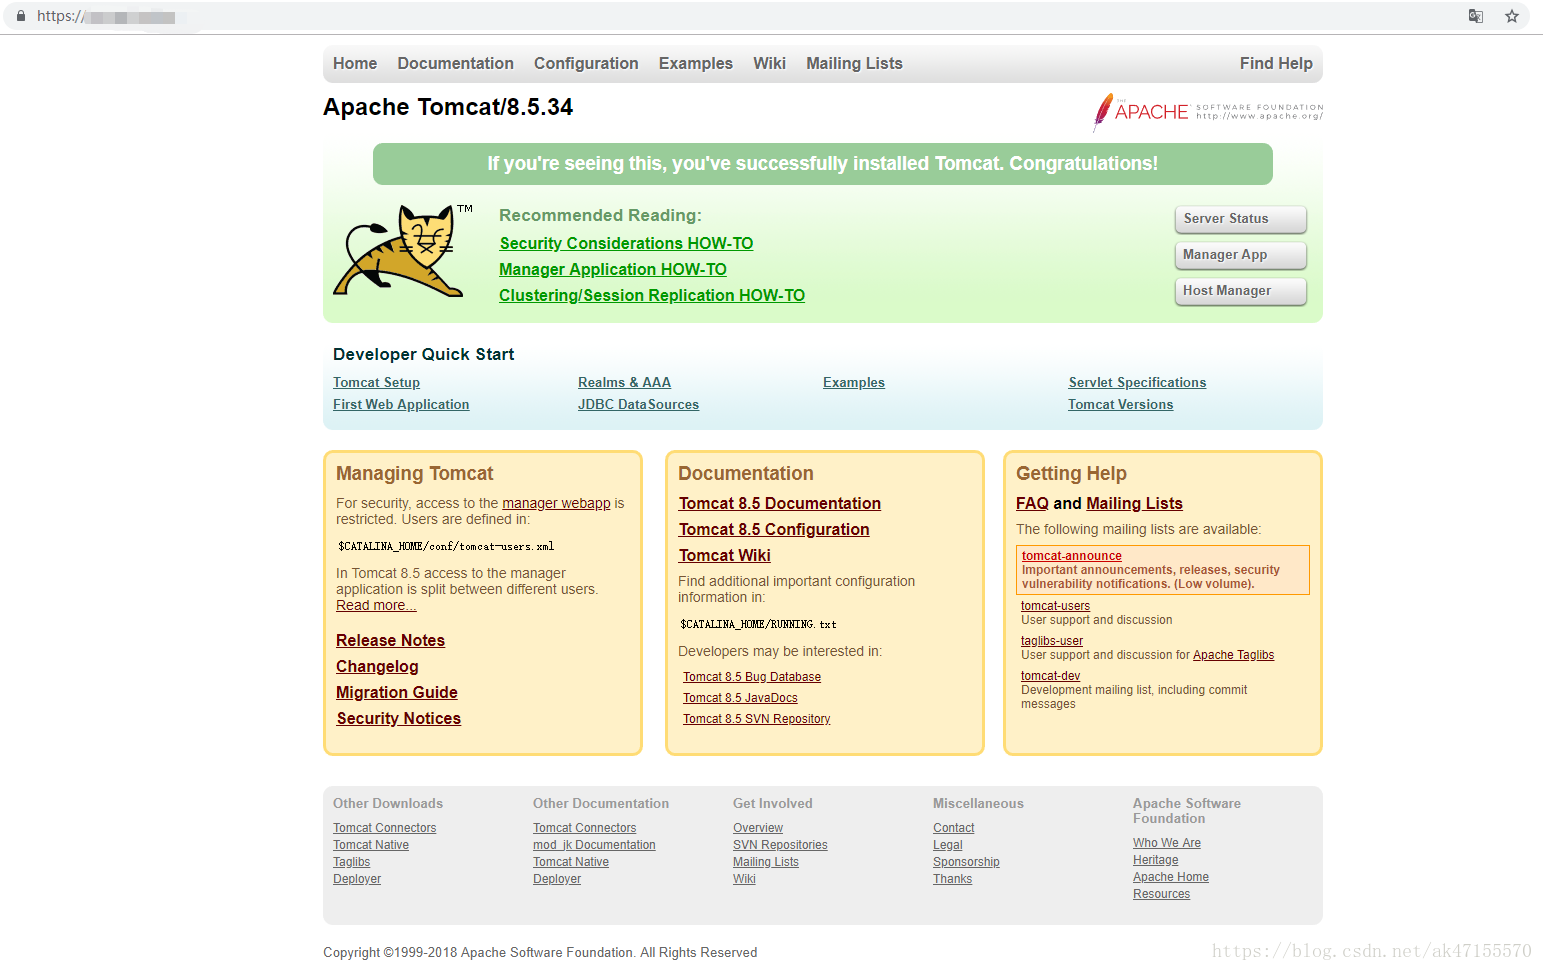 https://
Home Documentation Configuration Examples Wiki Mailing Lists Find Help
Apache Tomcat/8.5.34
THE APACHE SOFTWARE FOUNDATION
http://www.apache.org/
If you're seeing this, you've successfully installed Tomcat. Congratulations!
TM
Recommended Reading:
Security Considerations HOW-TO
Manager Application HOW-TO
Clustering/Session Replication HOW-TO
Server Status
Manager App
Host Manager
Developer Quick Start
Tomcat Setup
First Web Application
Realms & AAA
JDBC DataSources
Examples
Servlet Specifications
Tomcat Versions
Managing Tomcat
For security, access to the manager webapp is
restricted. Users are defined in:
$CATALINA_HOME/conf/tomcat-users.xml
In Tomcat 8.5 access to the manager
application is split between different users.
Read more...
Release Notes
Changelog
Migration Guide
Security Notices
Documentation
Tomcat 8.5 Documentation
Tomcat 8.5 Configuration
Tomcat Wiki
Find additional important configuration
information in:
$CATALINA_HOME/RUNNING.txt
Developers may be interested in:
Tomcat 8.5 Bug Database
Tomcat 8.5 JavaDocs
Tomcat 8.5 SVN Repository
Getting Help
FAQ and Mailing Lists
The following mailing lists are available:
tomcat-announce
Important announcements, releases, security
vulnerability notifications. (Low volume).
tomcat-users
User support and discussion
taglibs-user
User support and discussion for Apache Taglibs
tomcat-dev
Development mailing list, including commit
messages
Other Downloads
Tomcat Connectors
Tomcat Native
Taglibs
Deployer
Other Documentation
Tomcat Connectors
mod_jk Documentation
Tomcat Native
Deployer
Get Involved
Overview
SVN Repositories
Mailing Lists
Wiki
Miscellaneous
Contact
Legal
Sponsorship
Thanks
Apache Software
Foundation
Who We Are
Heritage
Apache Home
Resources
Copyright ©1999-2018 Apache Software Foundation. All Rights Reserved
https://blog.csdn.net/ak47155570